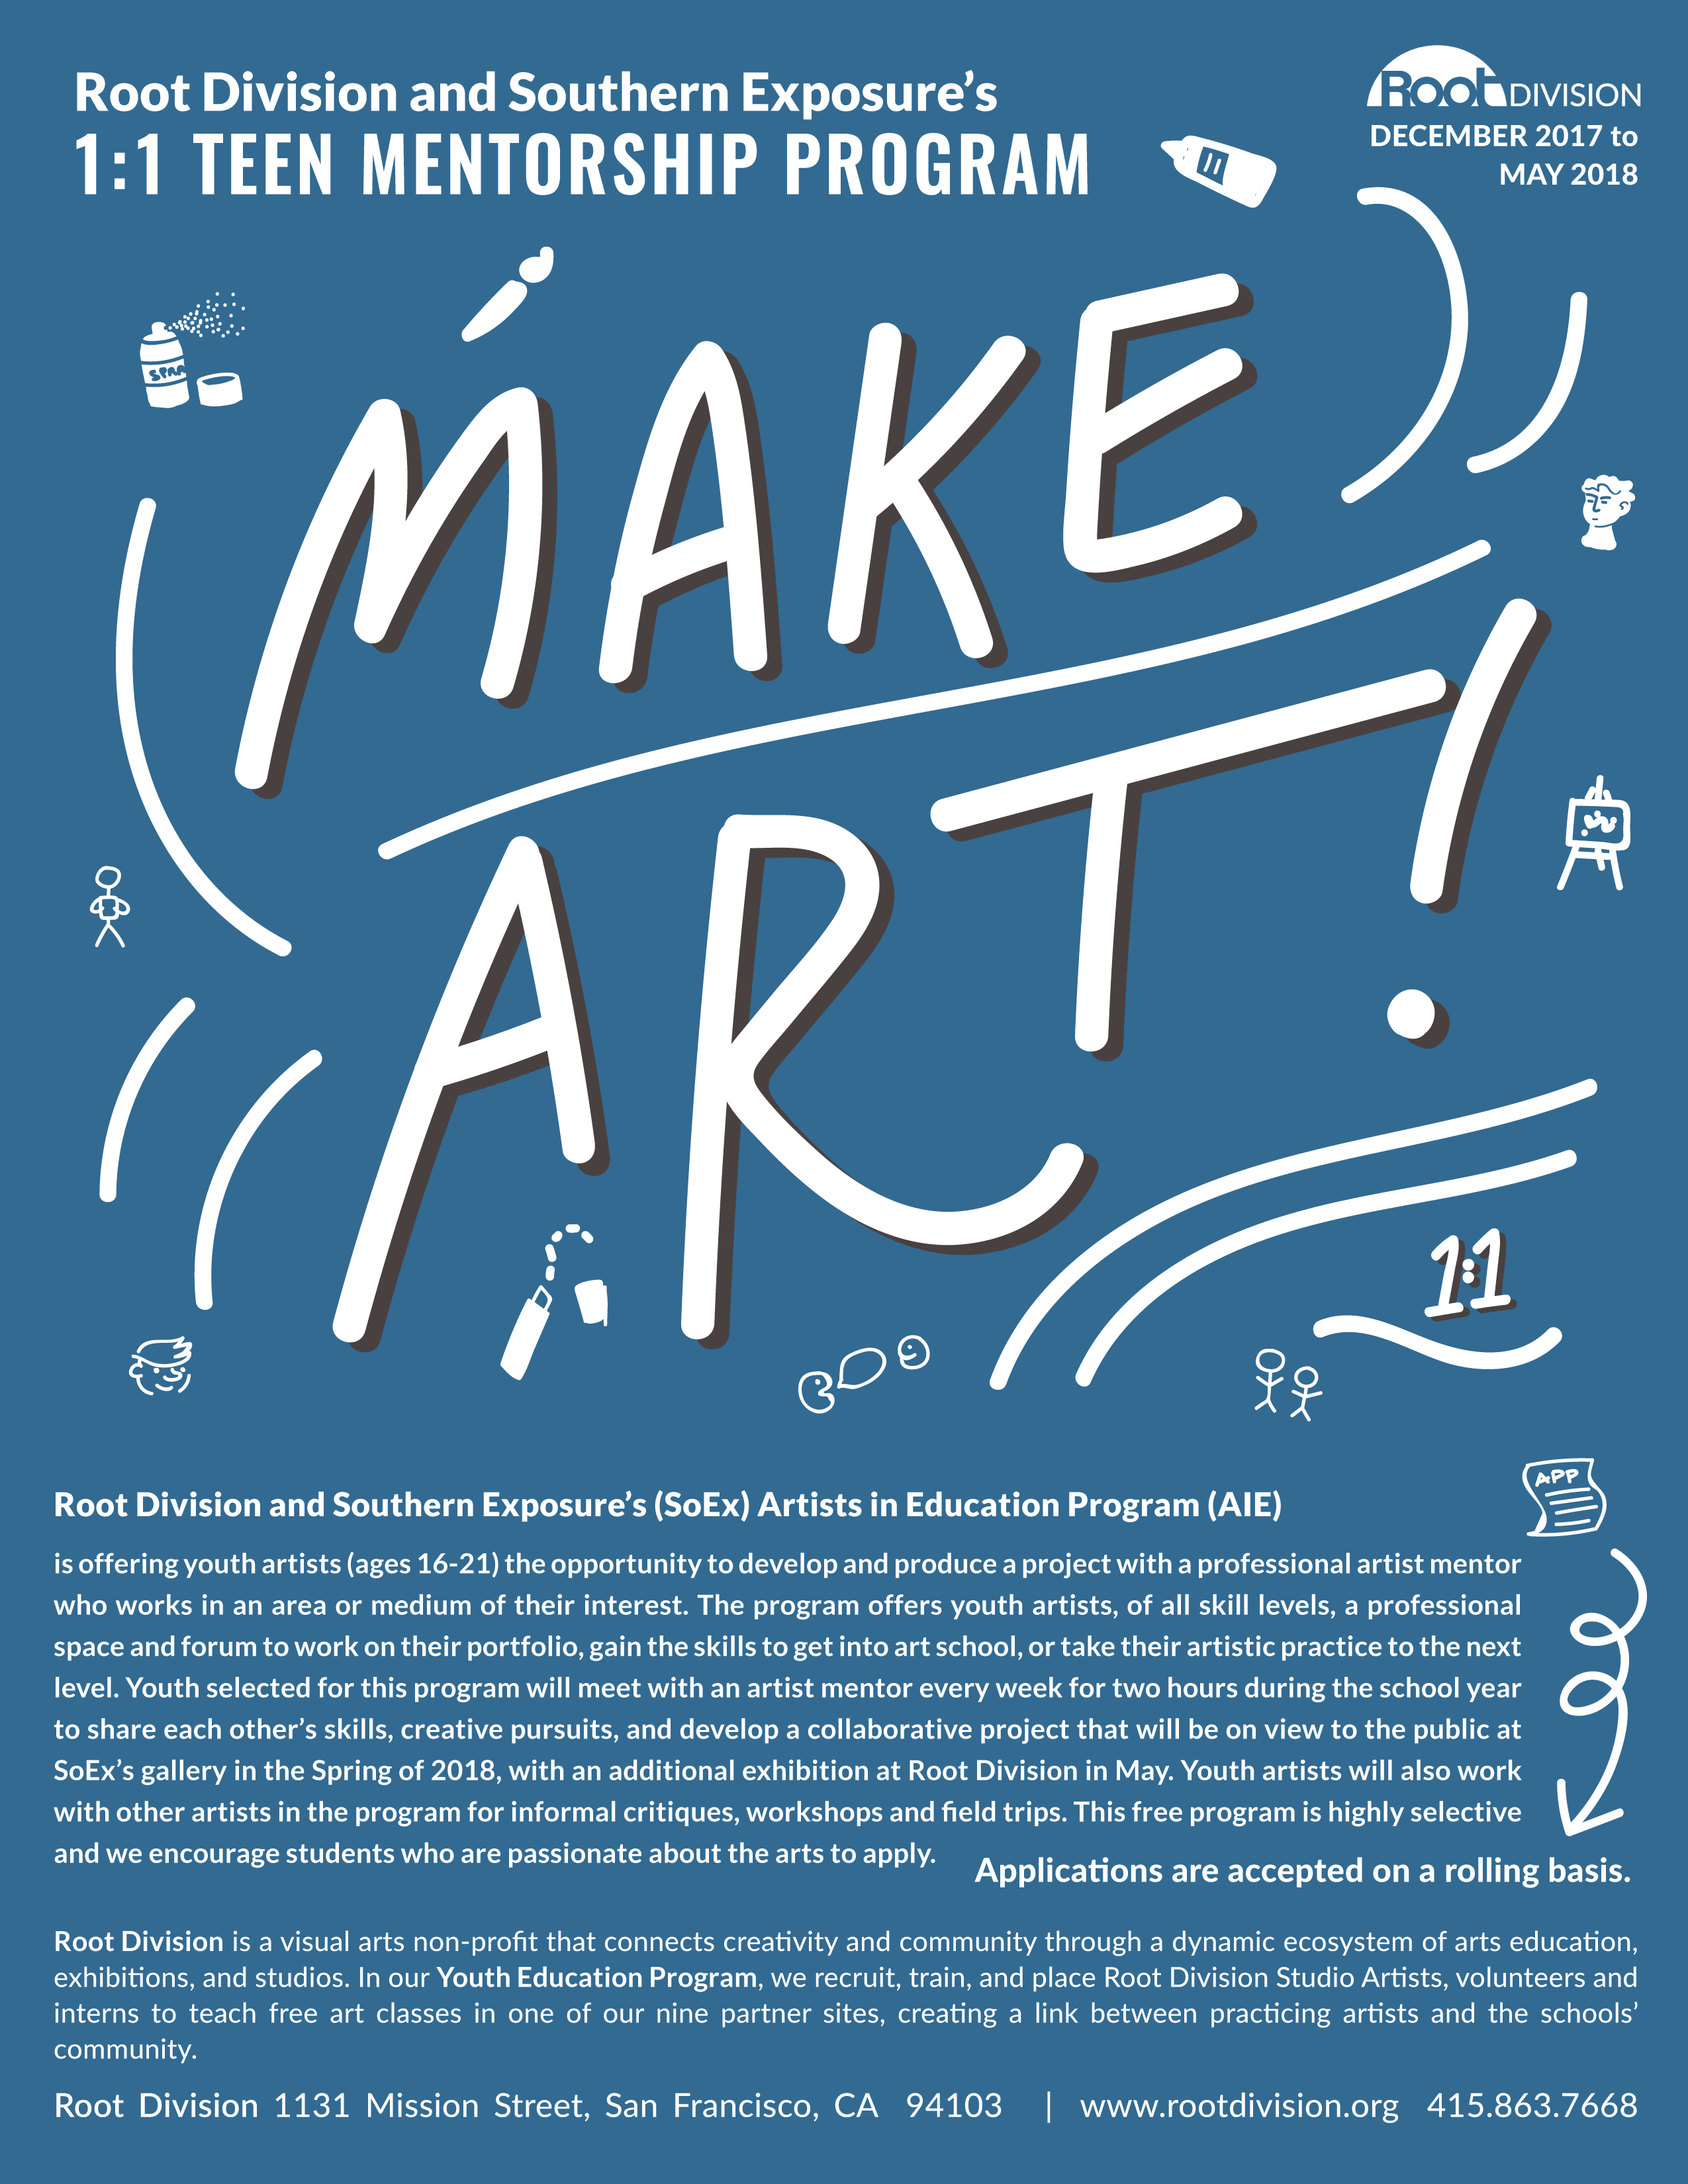 Root Division and Southern Exposure's
1:1 TEEN MENTORSHIP PROGRAM
Root DIVISION
DECEMBER 2017 to
MAY 2018
SPRA
MAKE
ART!
1:1
APP
Root Division and Southern Exposure’s (SoEx) Artists in Education Program (AIE)
is offering youth artists (ages 16-21) the opportunity to develop and produce a project with a professional artist mentor
who works in an area or medium of their interest. The program offers youth artists, of all skill levels, a professional
space and forum to work on their portfolio, gain the skills to get into art school, or take their artistic practice to the next
level. Youth selected for this program will meet with an artist mentor every week for two hours during the school year
to share each other’s skills, creative pursuits, and develop a collaborative project that will be on view to the public at
SoEx’s gallery in the Spring of 2018, with an additional exhibition at Root Division in May. Youth artists will also work
with other artists in the program for informal critiques, workshops and field trips. This free program is highly selective
and we encourage students who are passionate about the arts to apply.
Applications are accepted on a rolling basis.
Root Division is a visual arts non-profit that connects creativity and community through a dynamic ecosystem of arts education,
exhibitions, and studios. In our Youth Education Program, we recruit, train, and place Root Division Studio Artists, volunteers and
interns to teach free art classes in one of our nine partner sites, creating a link between practicing artists and the schools’
community.
Root Division 1131 Mission Street, San Francisco, CA 94103 | www.rootdivision.org 415.863.7668